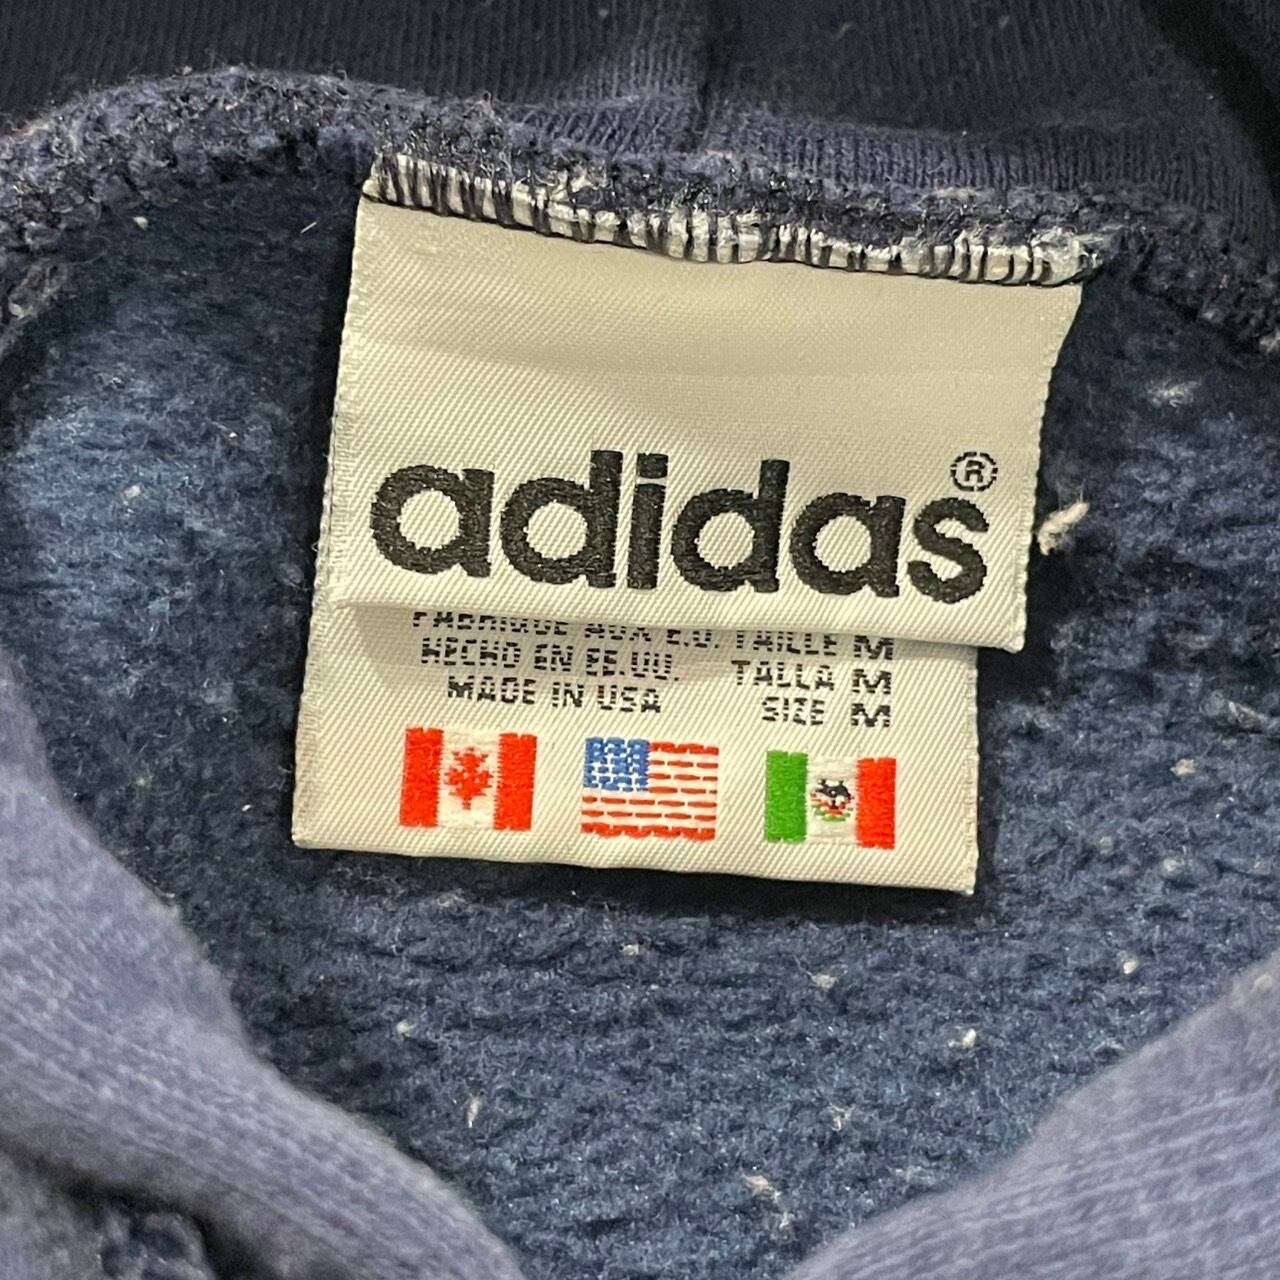 adidas®
FABRIQUE AUX E.U. TAILLE M
HECHO EN EE.UU. TALLA M
MADE IN USA SIZE M